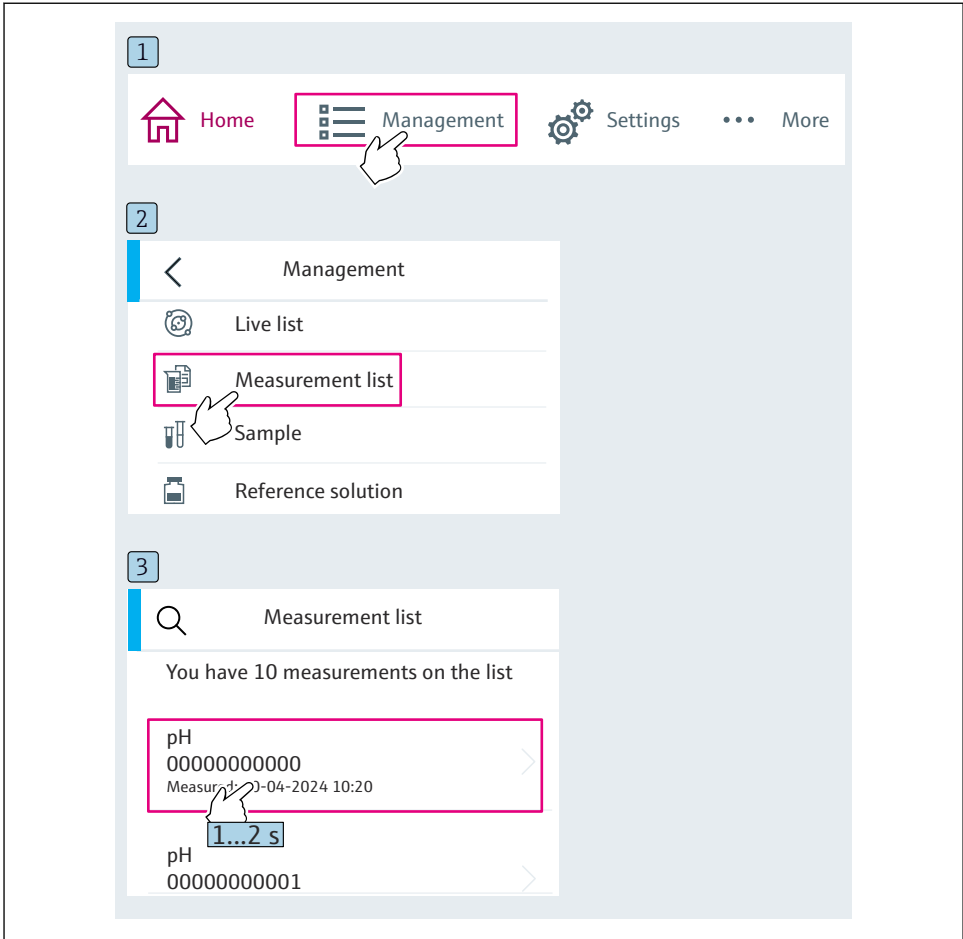 1
Home Management Settings ••• More
2
Management
Live list
Measurement list
Sample
Reference solution
3
Measurement list
You have 10 measurements on the list
pH
00000000000
-04-2024 10:20
1...2 s
pH
00000000001